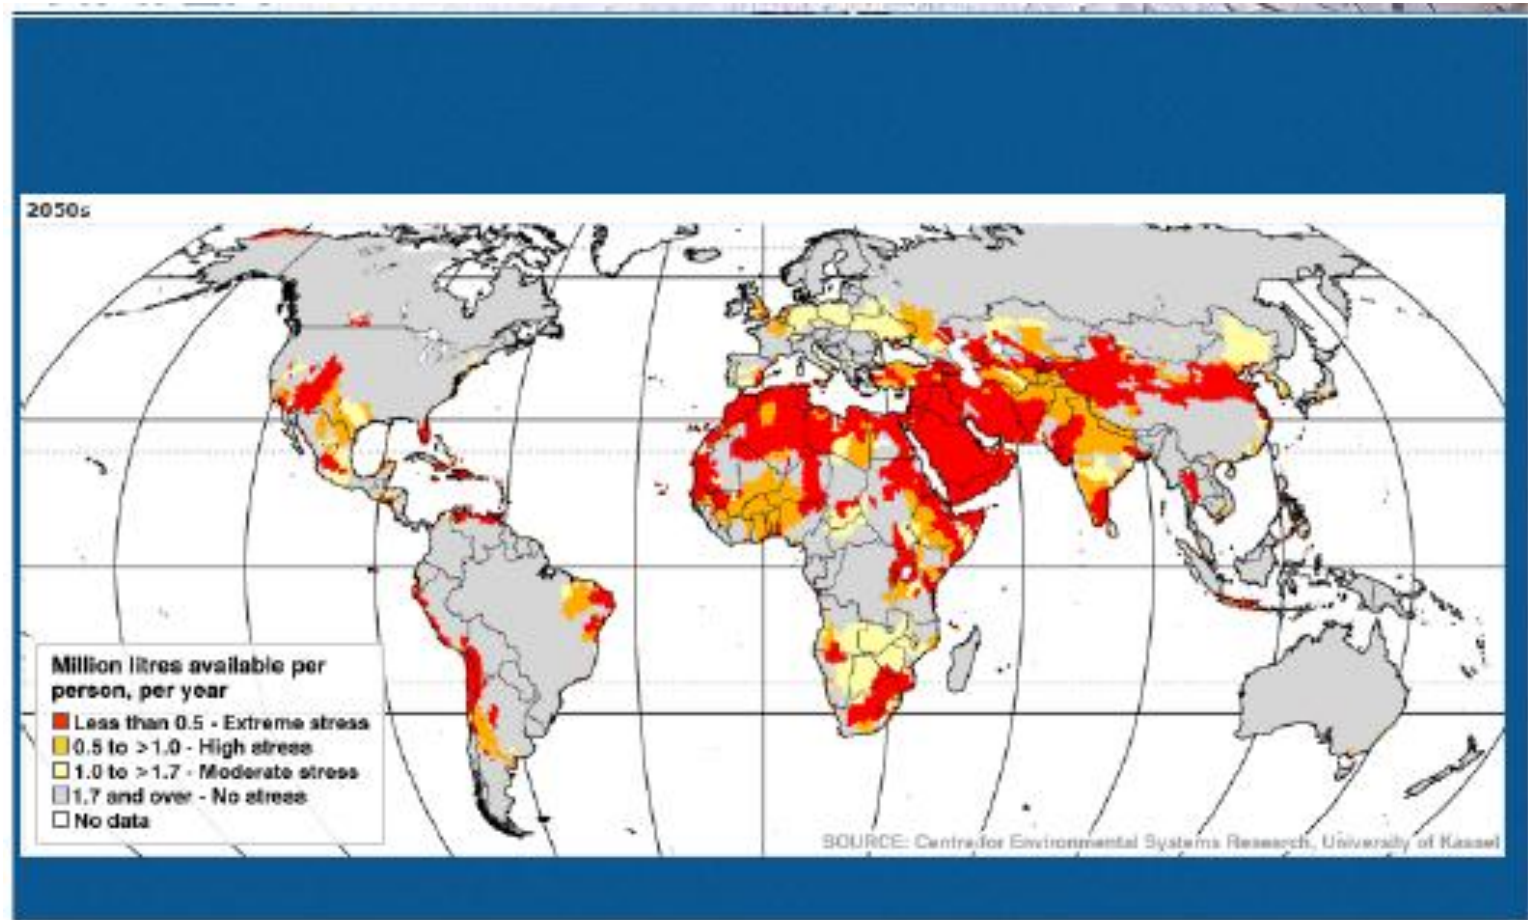 2050s
Million litres available per
person, per year
Less than 0.5 - Extreme stress
0.5 to >1.0 - High stress
1.0 to >1.7 - Moderate stress
1.7 and over - No stress
No data
SOURCE: Centre for Environmental Systems Research, University of Kassel